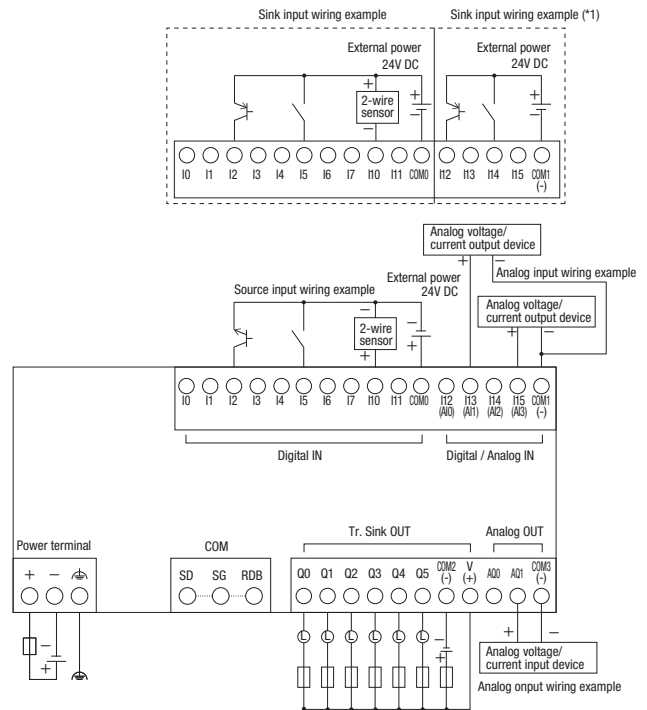 Sink input wiring example
Sink input wiring example (*1)
External power
24V DC
External power
24V DC
+
2-wire
sensor
−
+
−
+
−
I0 I1 I2 I3 I4 I5 I6 I7 I10 I11 COM0 I12 I13 I14 I15 COM1
(-)
Analog voltage/
current output device
+ −
Analog input wiring example
External power
24V DC
Source input wiring example
Analog voltage/
current output device
+ −
−
2-wire
sensor
+
−
+
I0 I1 I2 I3 I4 I5 I6 I7 I10 I11 COM0 I12 I13 I14 I15 COM1
(AI0) (AI1) (AI2) (AI3) (-)
Digital IN
Digital / Analog IN
Power terminal
COM
Tr. Sink OUT
Analog OUT
+ −
SD SG RDB
Q0 Q1 Q2 Q3 Q4 Q5 COM2 V AQ0 AQ1 COM3
(-) (+) (-)
−
+
L L L L L L
−
+
+ −
Analog voltage/
current input device
Analog onput wiring example